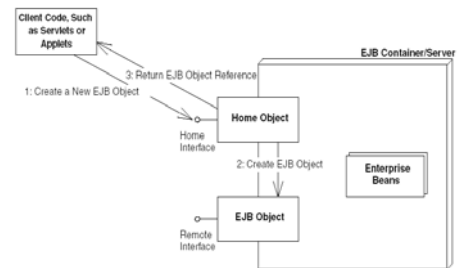 Client Code, Such
as Servlets or
Applets
EJB Container/Server
3: Return EJB Object Reference
1: Create a New EJB Object
Home Object
Home
Interface
2: Create EJB Object
Enterprise
Beans
EJB Object
Remote
Interface